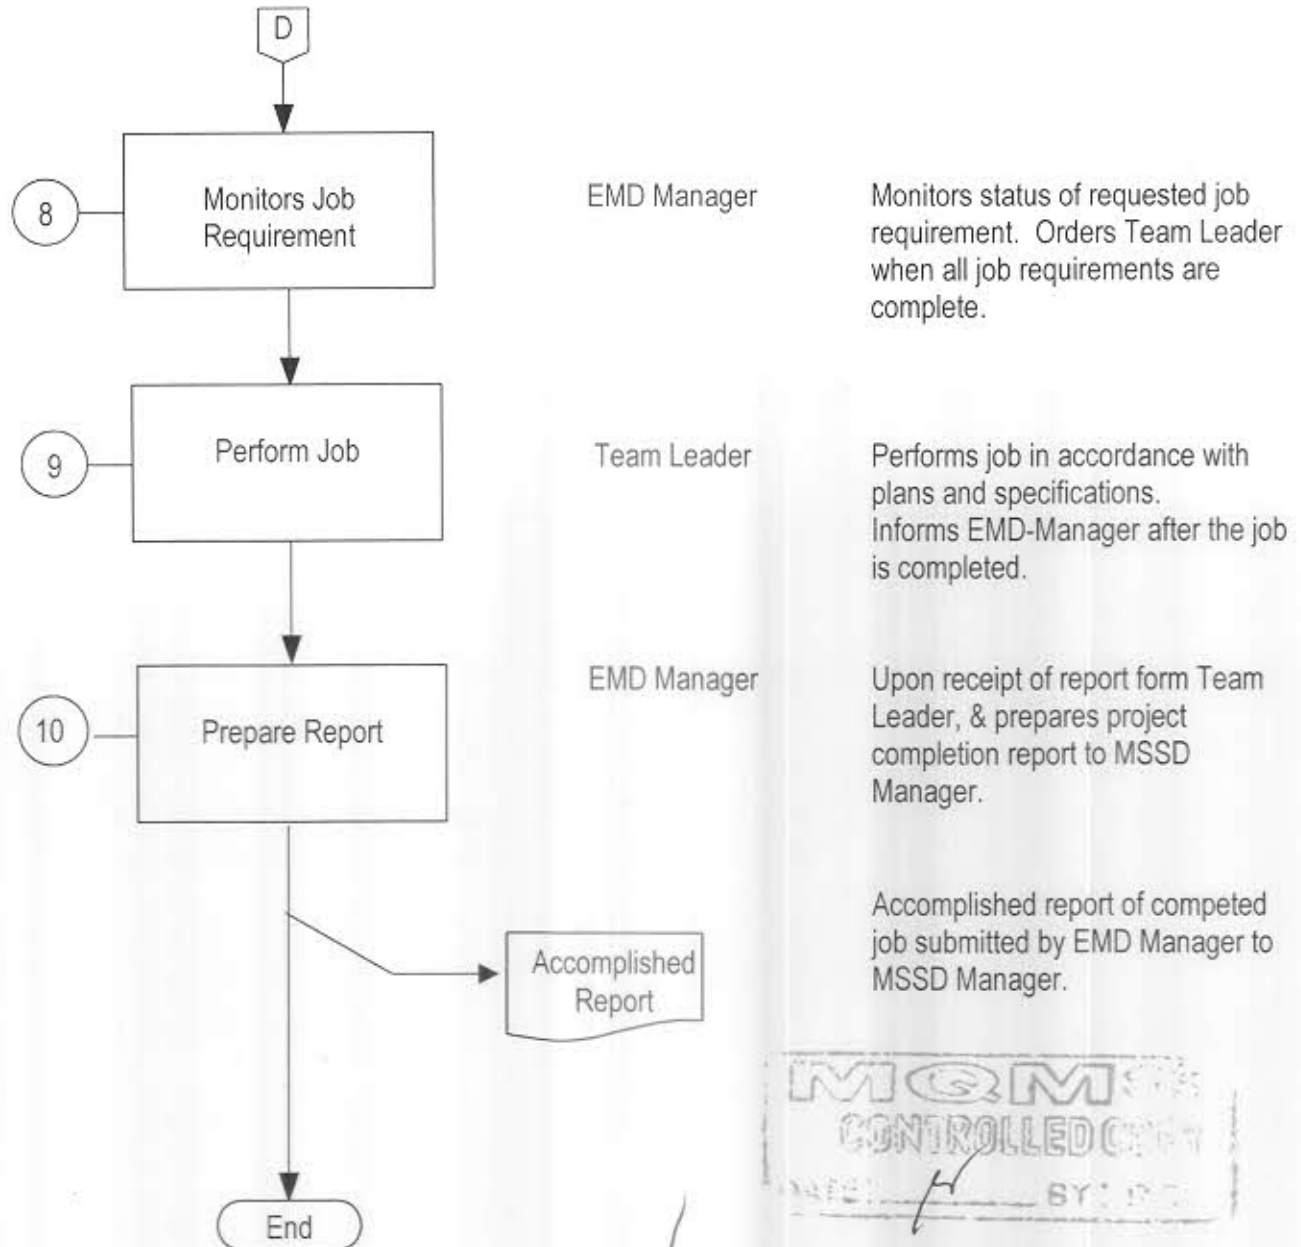 D
8
Monitors Job
Requirement
EMD Manager
Monitors status of requested job
requirement. Orders Team Leader
when all job requirements are
complete.
9
Perform Job
Team Leader
Performs job in accordance with
plans and specifications.
Informs EMD-Manager after the job
is completed.
10
Prepare Report
EMD Manager
Upon receipt of report form Team
Leader, & prepares project
completion report to MSSD
Manager.
Accomplished
Report
Accomplished report of competed
job submitted by EMD Manager to
MSSD Manager.
MQM
CONTROLLED
BY:
End